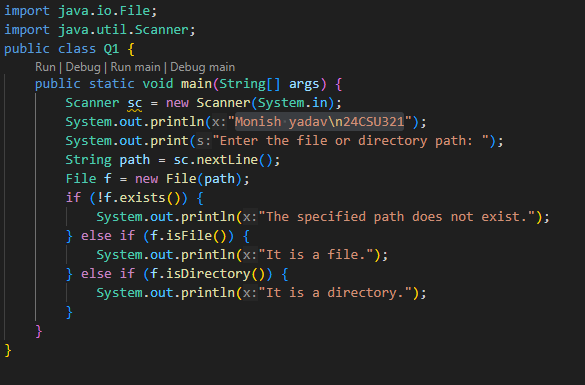 import java.io.File;
import java.util.Scanner;
public class Q1 {
Run | Debug | Run main | Debug main
public static void main(String[] args) {
Scanner sc = new Scanner(System.in);
System.out.println(x:"Monish yadav\n24CSU321");
System.out.print(s:"Enter the file or directory path: ");
String path = sc.nextLine();
File f = new File(path);
if (!f.exists()) {
System.out.println(x:"The specified path does not exist.");
} else if (f.isFile()) {
System.out.println(x:"It is a file.");
} else if (f.isDirectory()) {
System.out.println(x:"It is a directory.");
}
}
}